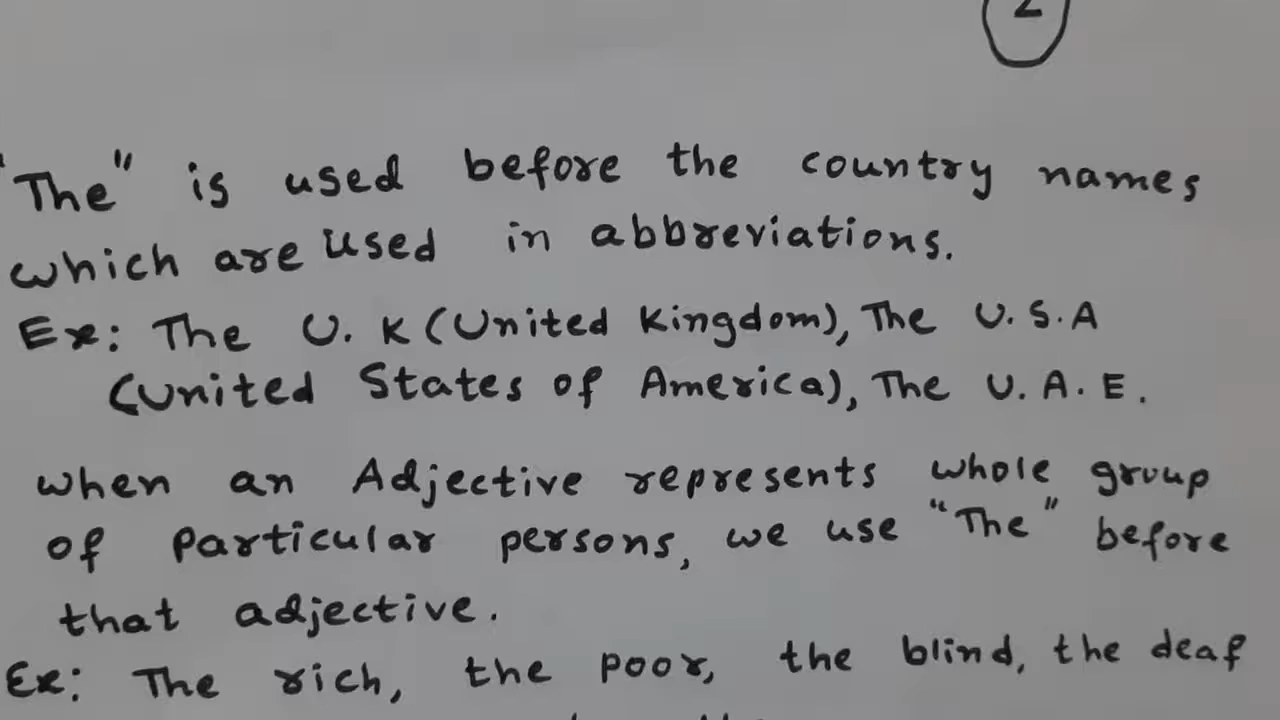 2
"The" is used before the country names
which are used in abbreviations.
Ex: The U. K (United Kingdom), The U.S.A
(United States of America), The U.A.E.
when an Adjective represents whole group
of particular persons, we use "The" before
that adjective.
Ex: The rich, the poor, the blind, the deaf